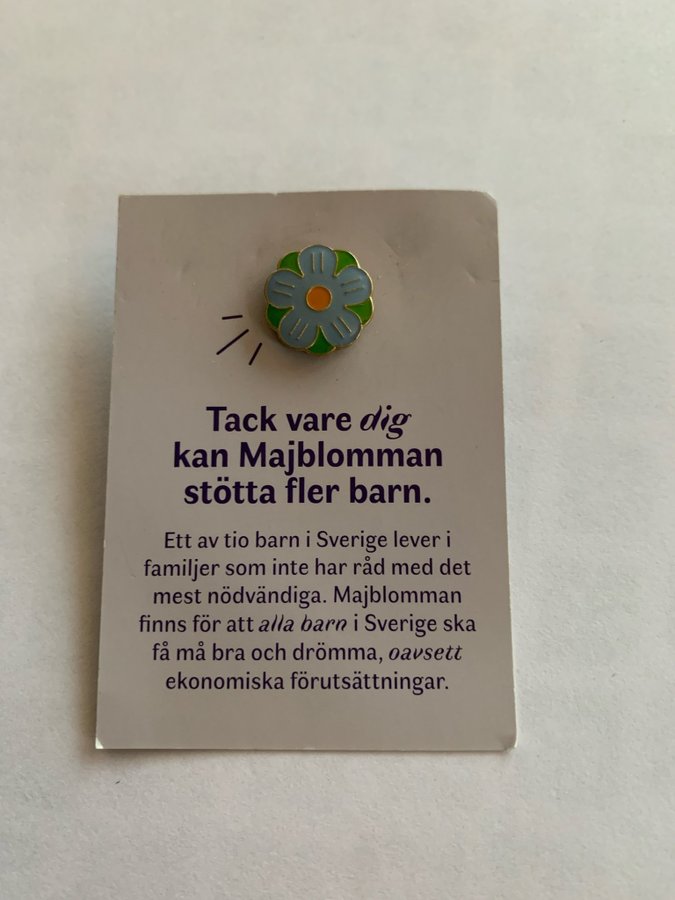 Tack vare dig
kan Majblomman
stötta fler barn.
Ett av tio barn i Sverige lever i
familjer som inte har råd med det
mest nödvändiga. Majblomman
finns för att alla barn i Sverige ska
få må bra och drömma, oavsett
ekonomiska förutsättningar.